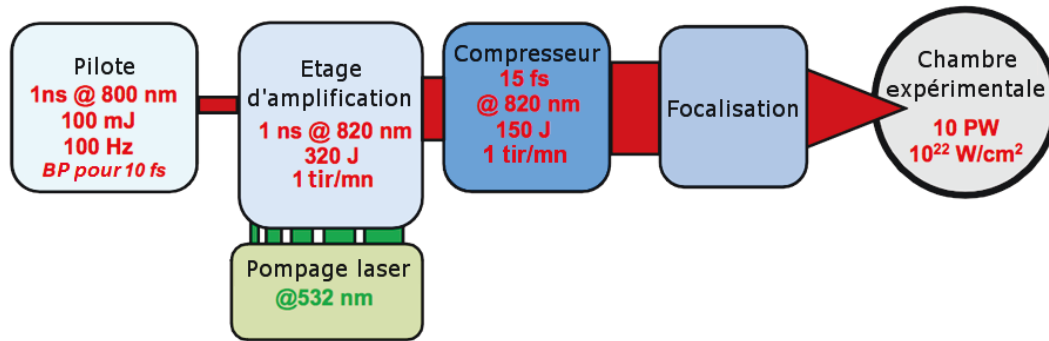 Pilote
1ns @ 800 nm
100 mJ
100 Hz
BP pour 10 fs
Etage
d'amplification
1 ns @ 820 nm
320 J
1 tir/mn
Pompage laser
@532 nm
Compresseur
15 fs
@ 820 nm
150 J
1 tir/mn
Focalisation
Chambre
expérimentale
10 PW
10²² W/cm²